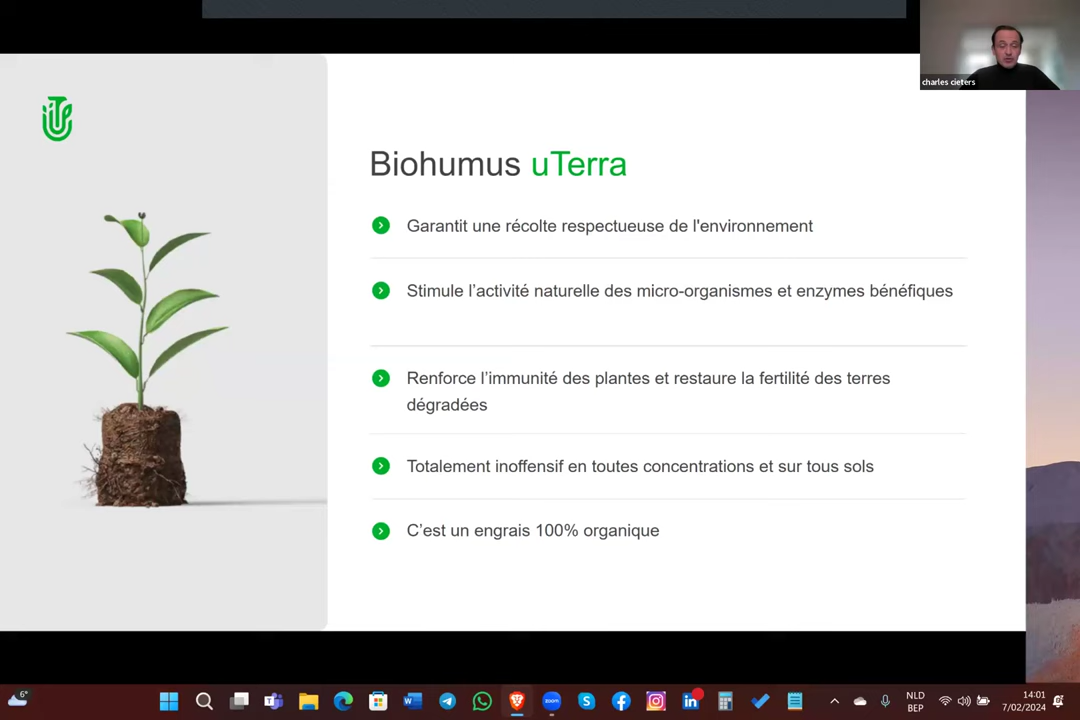 charles cieters
Biohumus uTerra
Garantit une récolte respectueuse de l'environnement
Stimule l’activité naturelle des micro-organismes et enzymes bénéfiques
Renforce l’immunité des plantes et restaure la fertilité des terres
dégradées
Totalement inoffensif en toutes concentrations et sur tous sols
C’est un engrais 100% organique
6°
zoom
NLD
BEP
14:01
7/02/2024